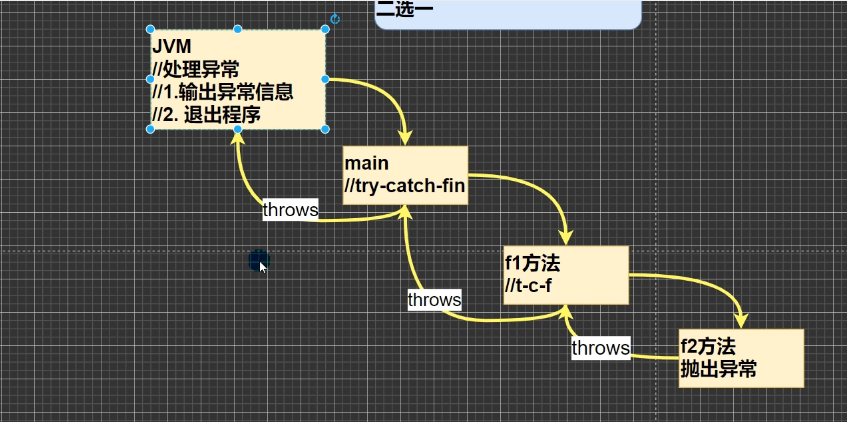 二选一
JVM
//处理异常
//1.输出异常信息
//2. 退出程序
main
//try-catch-fin
throws
f1方法
//t-c-f
throws
f2方法
抛出异常
throws